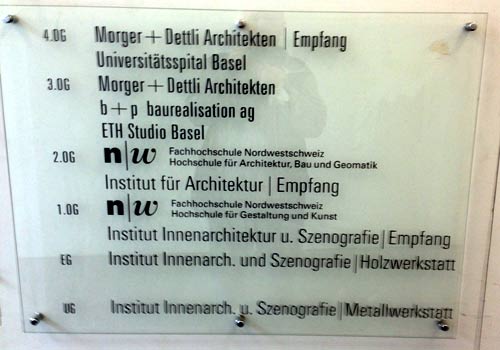 4.OG Morger + Dettli Architekten | Empfang
Universitätsspital Basel
3.OG Morger + Dettli Architekten
b + p baurealisation ag
ETH Studio Basel
2.OG n|w Fachhochschule Nordwestschweiz
Hochschule für Architektur, Bau und Geomatik
Institut für Architektur | Empfang
1.OG n|w Fachhochschule Nordwestschweiz
Hochschule für Gestaltung und Kunst
Institut Innenarchitektur u. Szenografie | Empfang
EG Institut Innenarch. und Szenografie | Holzwerkstatt
UG Institut Innenarch. u. Szenografie | Metallwerkstatt